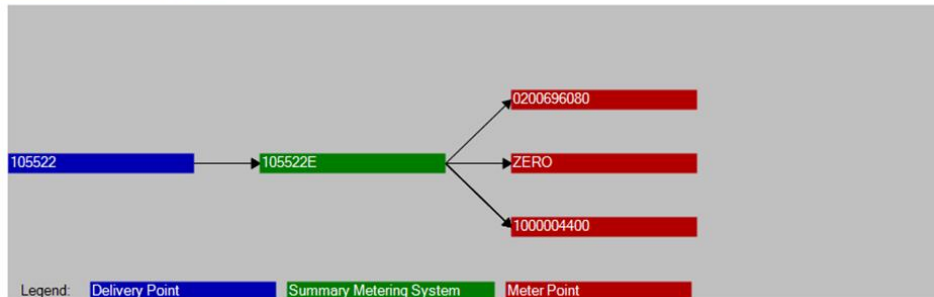 0200696080
105522
105522E
ZERO
1000004400
Legend:
Delivery Point
Summary Metering System
Meter Point